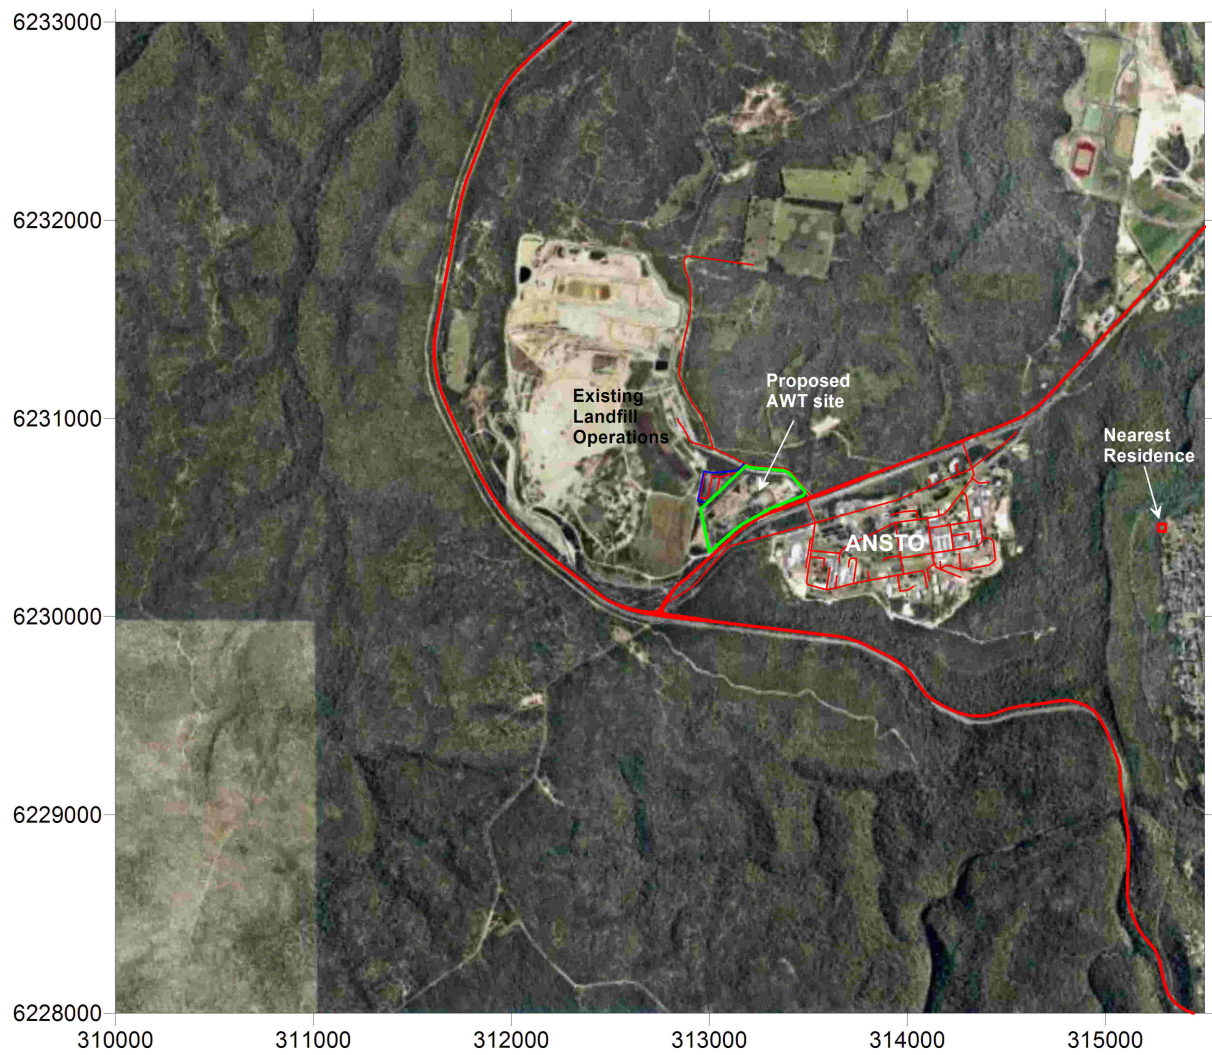 6233000
6232000
6231000
6230000
6229000
6228000
Proposed
AWT site
Existing
Landfill
Operations
Nearest
Residence
ANSTO
310000
311000
312000
313000
314000
315000